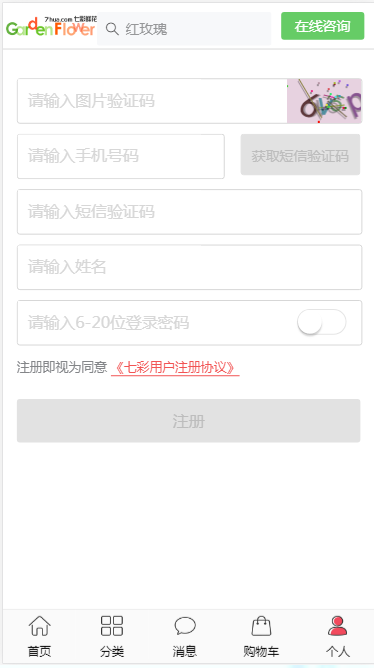 7hua.com 七彩鲜花
Garden Flower
红玫瑰
在线咨询
请输入图片验证码
请输入手机号码
获取短信验证码
请输入短信验证码
请输入姓名
请输入6-20位登录密码
注册即视为同意《七彩用户注册协议》
注册
首页
分类
消息
购物车
个人